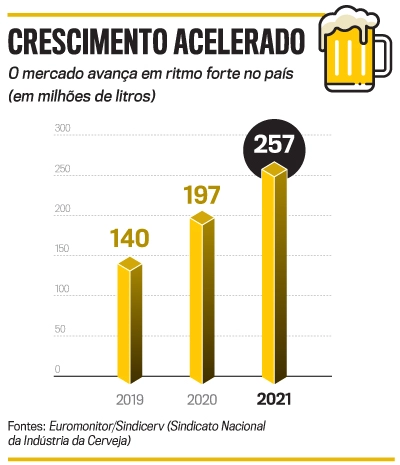 CRESCIMENTO ACELERADO
O mercado avança em ritmo forte no país
(em milhões de litros)
300
250
200
150
100
50
0
140
197
257
2019
2020
2021
Fontes: Euromonitor/Sindicerv (Sindicato Nacional
da Indústria da Cerveja)